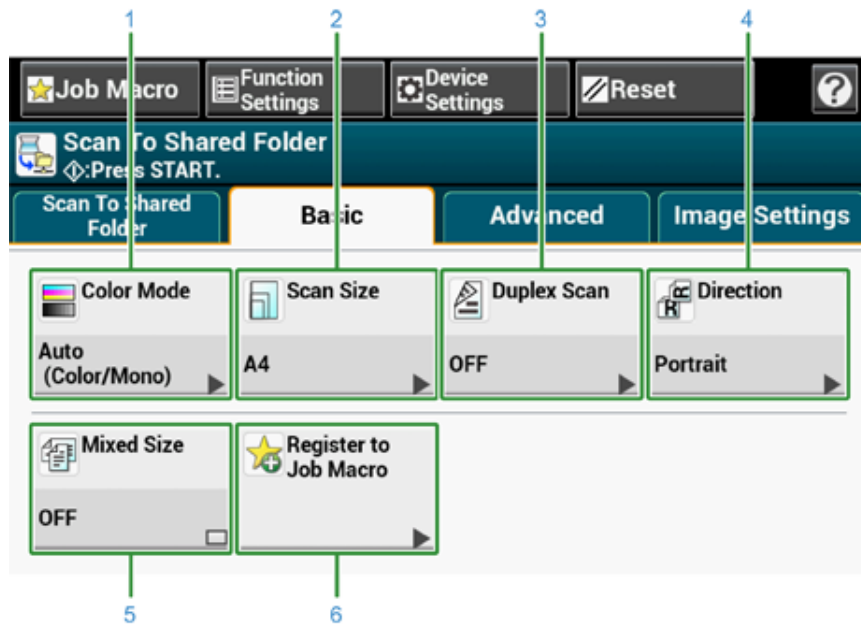 1 2 3 4
Job Macro
Function
Settings
Device
Settings
Reset
?
Scan To Shared Folder
:Press START.
Scan To Shared
Folder
Basic
Advanced
Image Settings
Color Mode
Auto
(Color/Mono)
Scan Size
A4
Duplex Scan
OFF
Direction
Portrait
Mixed Size
OFF
Register to
Job Macro
5 6